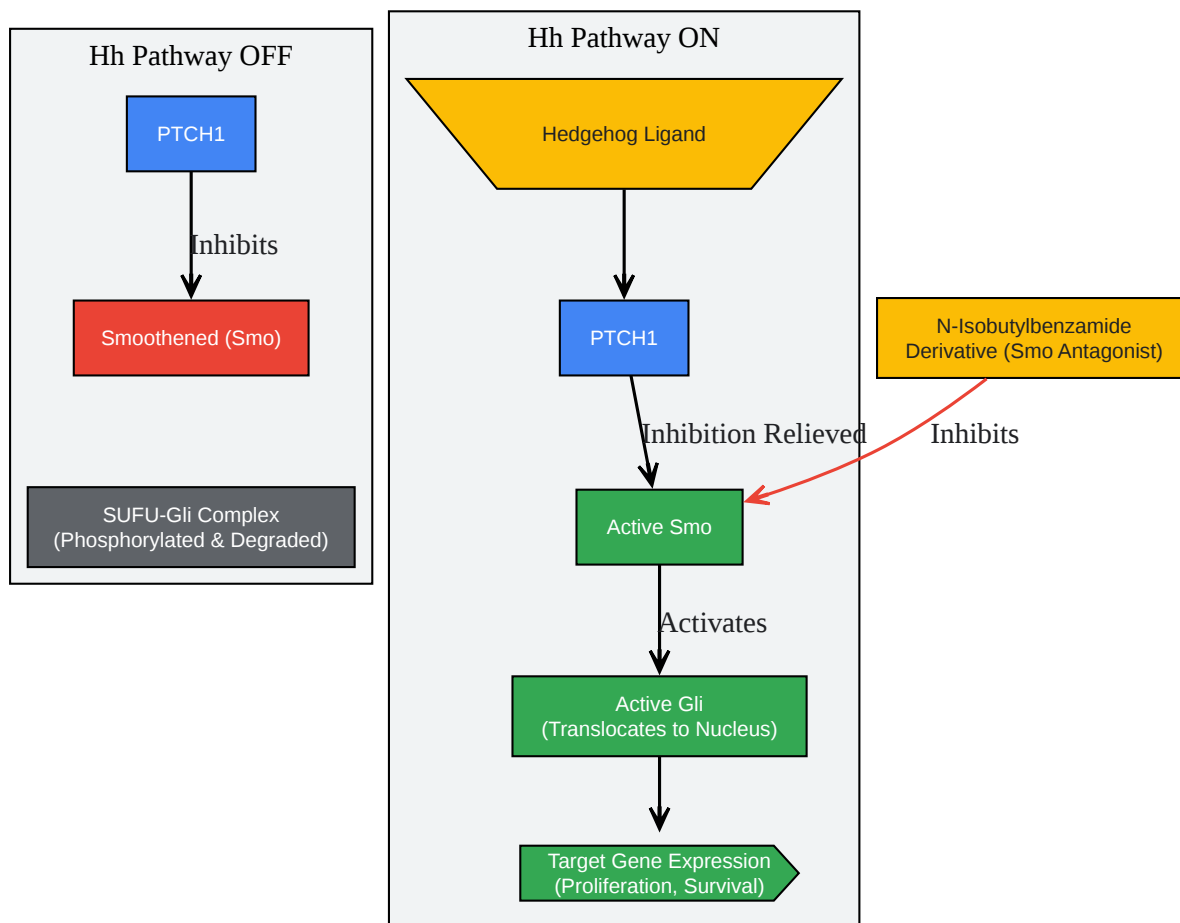 Hh Pathway OFF
PTCH1
Inhibits
Smoothened (Smo)
SUFU-Gli Complex
(Phosphorylated & Degraded)
Hh Pathway ON
Hedgehog Ligand
PTCH1
Inhibition Relieved
Active Smo
Activates
Active Gli
(Translocates to Nucleus)
Target Gene Expression
(Proliferation, Survival)
N-Isobutylbenzamide
Derivative (Smo Antagonist)
Inhibits